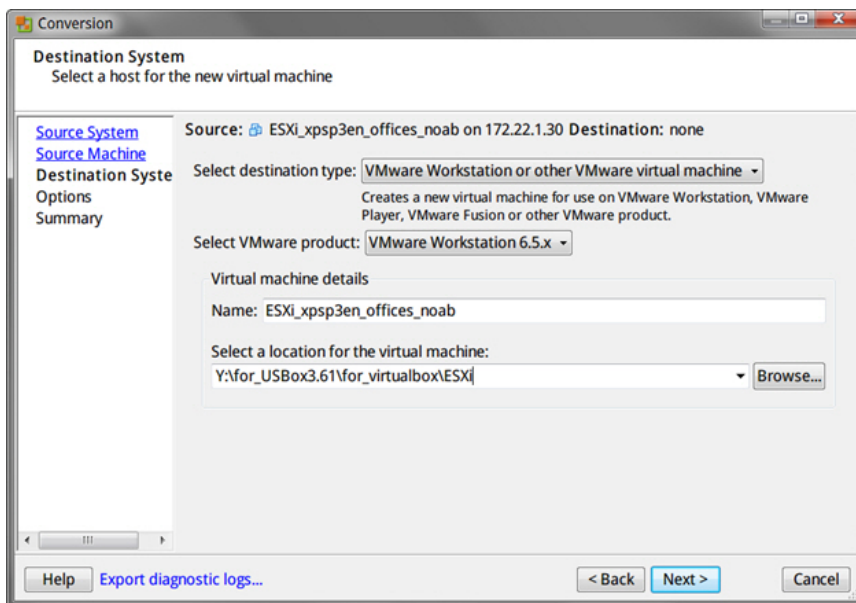 Conversion
Destination System
Select a host for the new virtual machine
Source System
Source Machine
Destination Syste
Options
Summary
Source: ESXi_xpsp3en_offices_noab on 172.22.1.30 Destination: none
Select destination type: VMware Workstation or other VMware virtual machine
Creates a new virtual machine for use on VMware Workstation, VMware
Player, VMware Fusion or other VMware product.
Select VMware product: VMware Workstation 6.5.x
Virtual machine details
Name: ESXi_xpsp3en_offices_noab
Select a location for the virtual machine:
Y:\for_USBox3.61\for_virtualbox\ESXi Browse...
Help Export diagnostic logs... < Back Next > Cancel